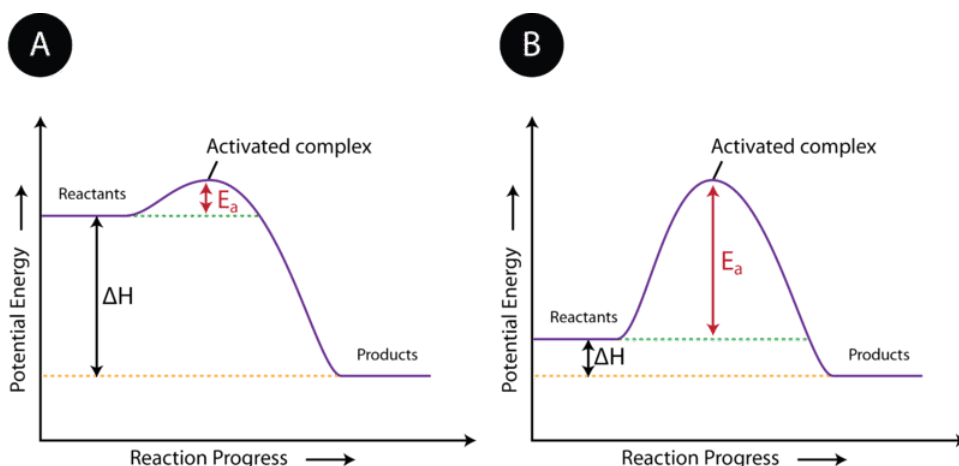 A
Activated complex
Reactants
Eₐ
ΔH
Products
Potential Energy
Reaction Progress
B
Activated complex
Reactants
Eₐ
ΔH
Products
Potential Energy
Reaction Progress